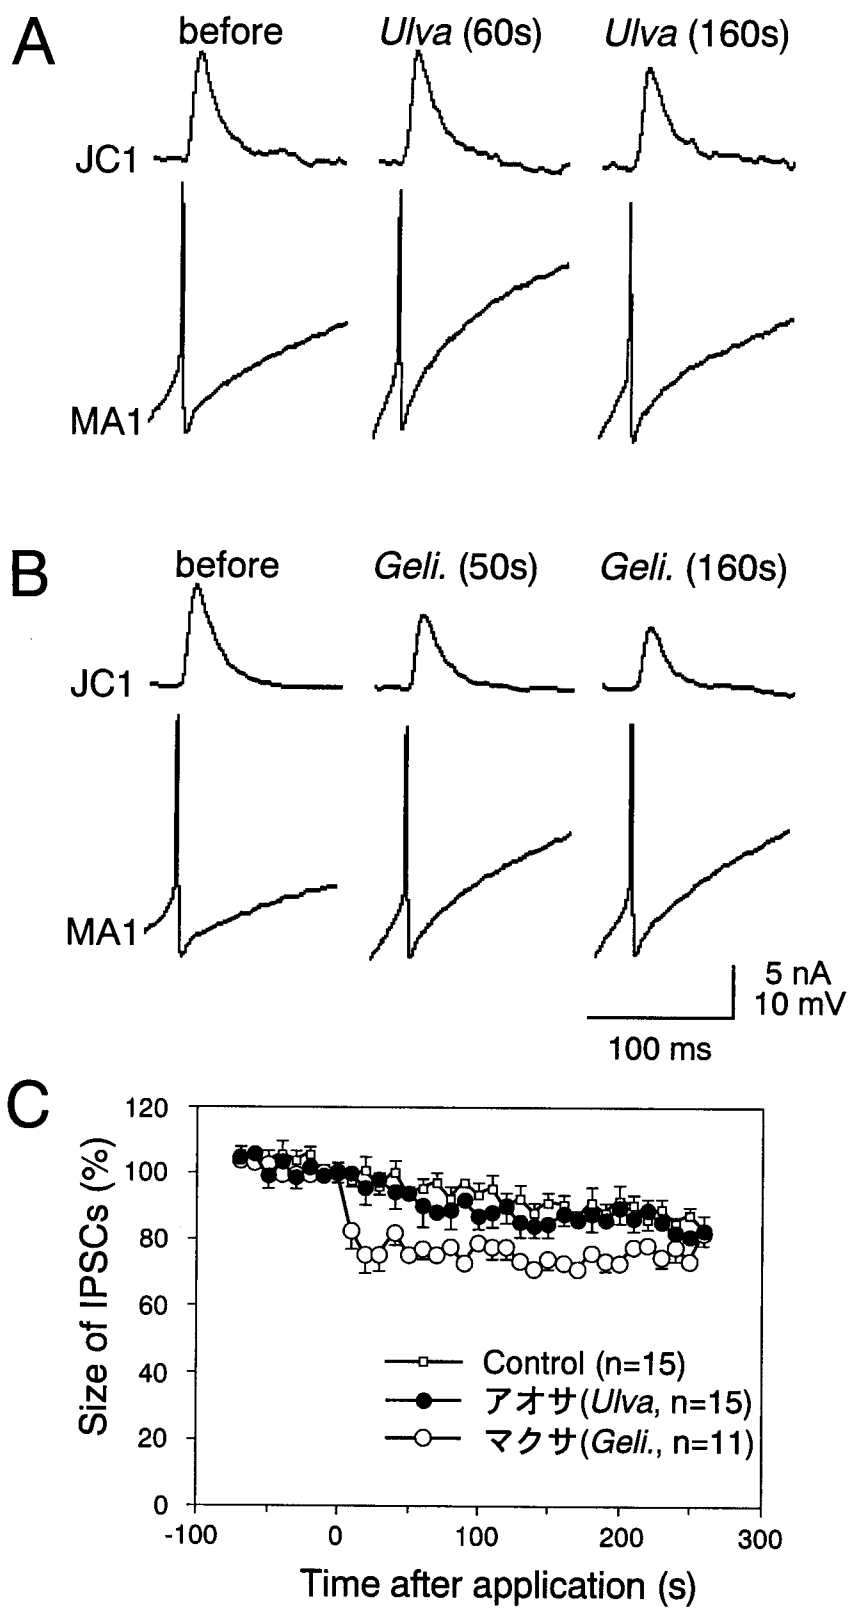 A
before
Ulva (60s)
Ulva (160s)
JC1
MA1
B
before
Geli. (50s)
Geli. (160s)
JC1
MA1
5 nA
10 mV
100 ms
C
Size of IPSCs (%)
120
100
80
60
40
20
0
Control (n=15)
アオサ(Ulva, n=15)
マクサ(Geli., n=11)
-100
0
100
200
300
Time after application (s)